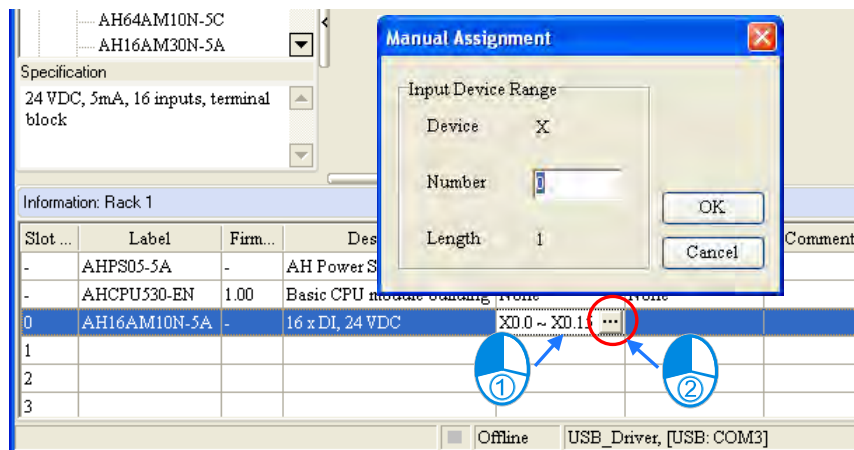 AH64AM10N-5C
AH16AM30N-5A
Specification
24 VDC, 5mA, 16 inputs, terminal
block
Manual Assignment
Input Device Range
Device X
Number 0
Length 1
OK
Cancel
Information: Rack 1
Slot ... Label Firm... Des Comment
- AHPS05-5A - AH Power S
- AHCPU530-EN 1.00 Basic CPU module building None None
0 AH16AM10N-5A - 16 x DI, 24 VDC X0.0 ~ X0.15 ...
1
2
3
① ②
Offline USB_Driver, [USB: COM3]